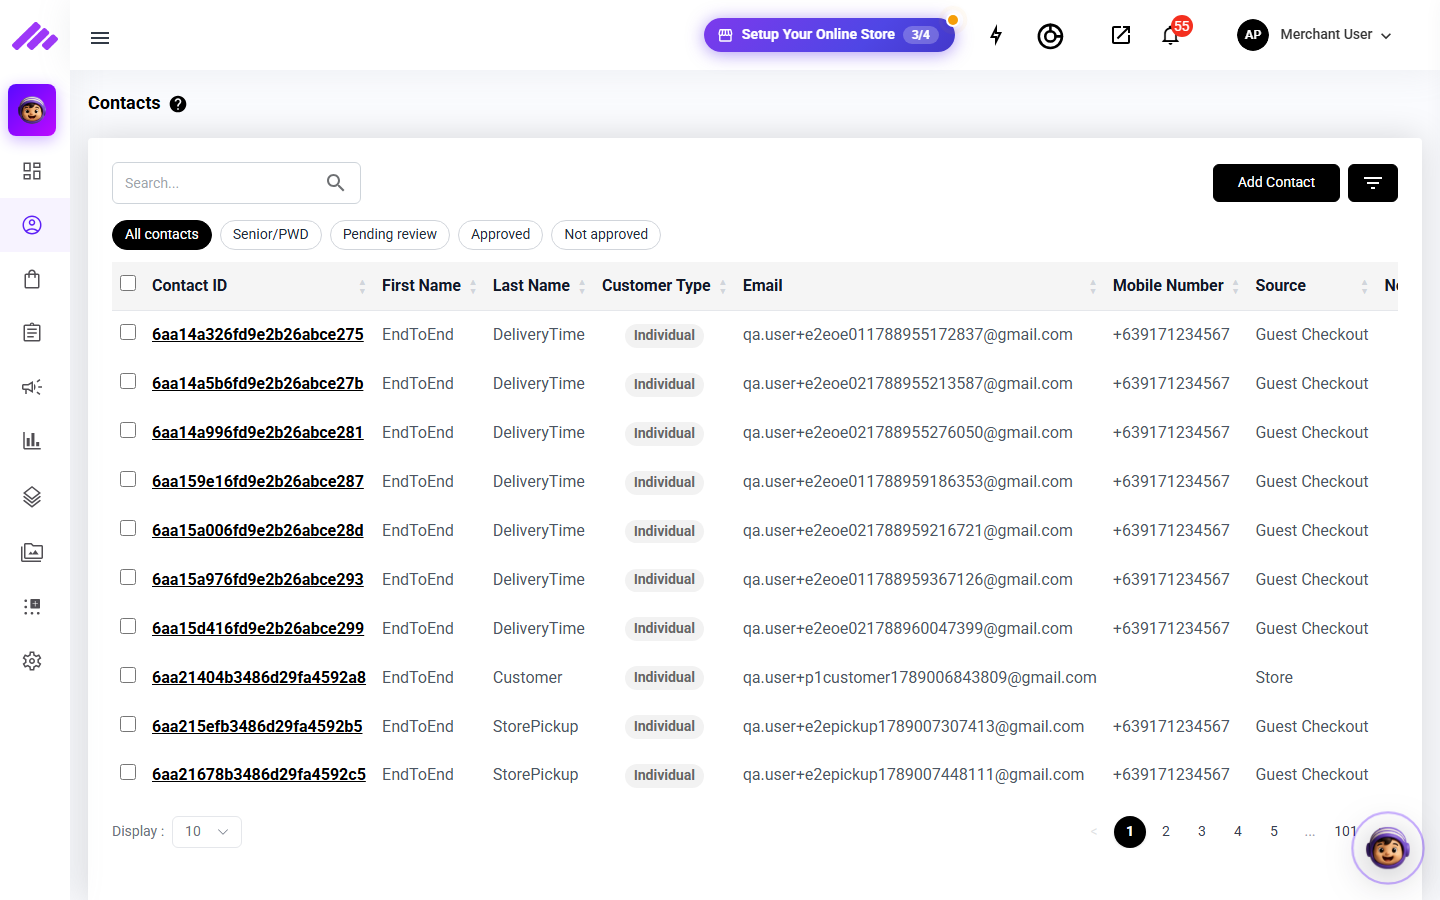 Setup Your Online Store 3/4
55
AP Merchant User
Contacts
Search...
Add Contact
All contacts Senior/PWD Pending review Approved Not approved
Contact ID First Name Last Name Customer Type Email Mobile Number Source
6aa14a326fd9e2b26abce275 EndToEnd DeliveryTime Individual qa.user+e2eoe011788955172837@gmail.com +639171234567 Guest Checkout
6aa14a5b6fd9e2b26abce27b EndToEnd DeliveryTime Individual qa.user+e2eoe021788955213587@gmail.com +639171234567 Guest Checkout
6aa14a996fd9e2b26abce281 EndToEnd DeliveryTime Individual qa.user+e2eoe021788955276050@gmail.com +639171234567 Guest Checkout
6aa159e16fd9e2b26abce287 EndToEnd DeliveryTime Individual qa.user+e2eoe011788959186353@gmail.com +639171234567 Guest Checkout
6aa15a006fd9e2b26abce28d EndToEnd DeliveryTime Individual qa.user+e2eoe021788959216721@gmail.com +639171234567 Guest Checkout
6aa15a976fd9e2b26abce293 EndToEnd DeliveryTime Individual qa.user+e2eoe011788959367126@gmail.com +639171234567 Guest Checkout
6aa15d416fd9e2b26abce299 EndToEnd DeliveryTime Individual qa.user+e2eoe021788960047399@gmail.com +639171234567 Guest Checkout
6aa21404b3486d29fa4592a8 EndToEnd Customer Individual qa.user+p1customer1789006843809@gmail.com Store
6aa215efb3486d29fa4592b5 EndToEnd StorePickup Individual qa.user+e2epickup1789007307413@gmail.com +639171234567 Guest Checkout
6aa21678b3486d29fa4592c5 EndToEnd StorePickup Individual qa.user+e2epickup1789007448111@gmail.com +639171234567 Guest Checkout
Display : 10 < 1 2 3 4 5 ... 101